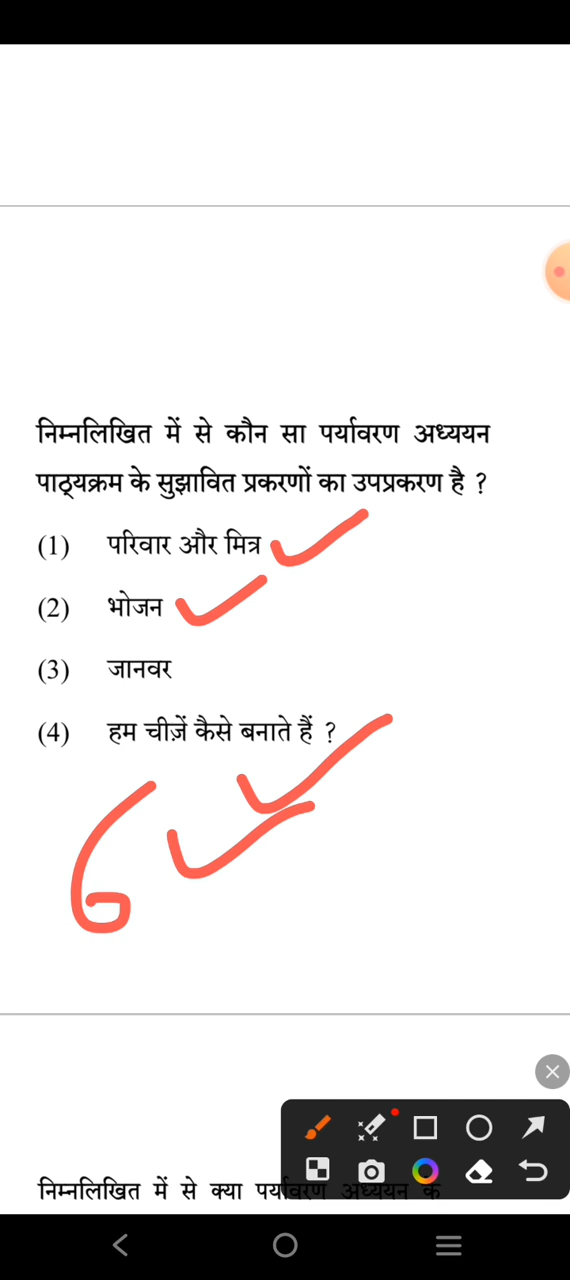 निम्नलिखित में से कौन सा पर्यावरण अध्ययन
पाठ्यक्रम के सुझावित प्रकरणों का उपप्रकरण है ?
(1) परिवार और मित्र
(2) भोजन
(3) जानवर
(4) हम चीज़ें कैसे बनाते हैं ?
6
निम्नलिखित में से क्या पर्यावरण अध्ययन के